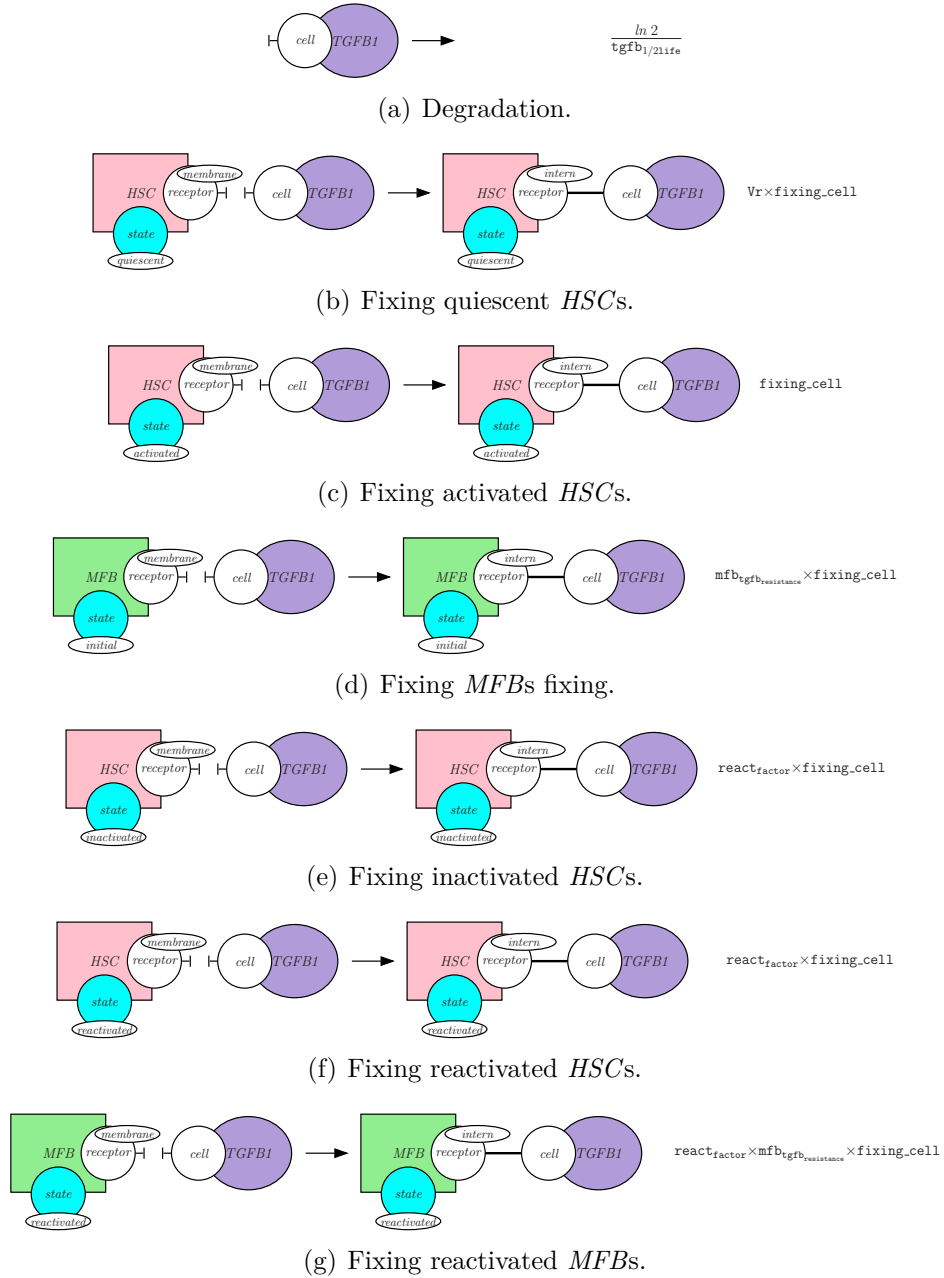 cell TGFB1 ln 2
tgfb1/2life
(a) Degradation.
membrane intern
HSC receptor cell TGFB1 HSC receptor cell TGFB1 Vr×fixing_cell
state state
quiescent quiescent
(b) Fixing quiescent HSCs.
membrane intern
HSC receptor cell TGFB1 HSC receptor cell TGFB1 fixing_cell
state state
activated activated
(c) Fixing activated HSCs.
membrane intern
MFB receptor cell TGFB1 MFB receptor cell TGFB1 mfbtgfbresistance×fixing_cell
state state
initial initial
(d) Fixing MFBs fixing.
membrane intern
HSC receptor cell TGFB1 HSC receptor cell TGFB1 reactfactor×fixing_cell
state state
inactivated inactivated
(e) Fixing inactivated HSCs.
membrane intern
HSC receptor cell TGFB1 HSC receptor cell TGFB1 reactfactor×fixing_cell
state state
reactivated reactivated
(f) Fixing reactivated HSCs.
membrane intern
MFB receptor cell TGFB1 MFB receptor cell TGFB1 reactfactor×mfbtgfbresistance×fixing_cell
state state
reactivated reactivated
(g) Fixing reactivated MFBs.